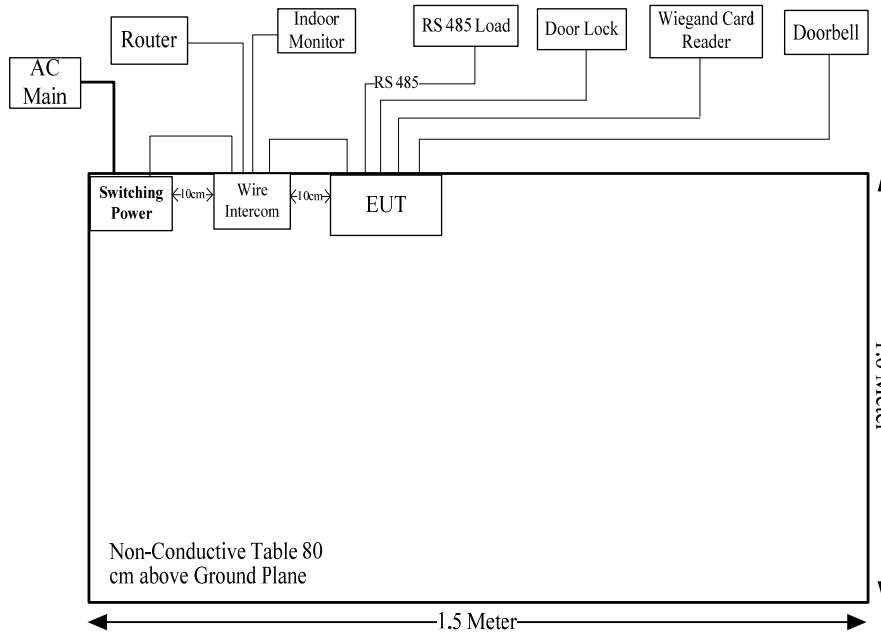 Router
Indoor
Monitor
RS 485 Load
Door Lock
Wiegand Card
Reader
Doorbell
AC
Main
RS 485
Switching
Power
10cm
Wire
Intercom
10cm
EUT
Non-Conductive Table 80
cm above Ground Plane
1.5 Meter